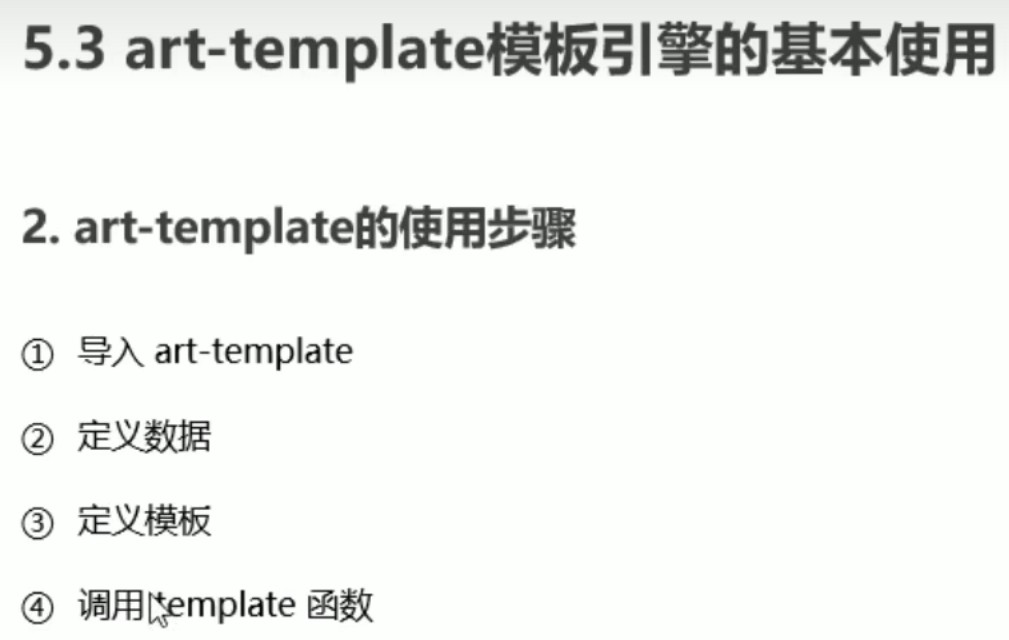 5.3 art-template模板引擎的基本使用
2. art-template的使用步骤
① 导入 art-template
② 定义数据
③ 定义模板
④ 调用 template 函数